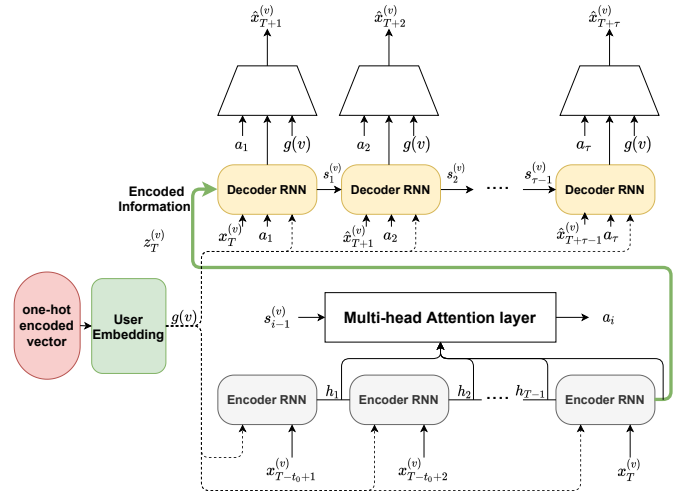 x̂_{T+1}^{(v)} x̂_{T+2}^{(v)} x̂_{T+τ}^{(v)}
a_1 g(v) a_2 g(v) a_τ g(v)
Decoder RNN s_1^{(v)} Decoder RNN s_2^{(v)} .... s_{τ-1}^{(v)} Decoder RNN
Encoded
Information
z_T^{(v)} x_T^{(v)} a_1 x̂_{T+1}^{(v)} a_2 x̂_{T+τ-1}^{(v)} a_τ
one-hot
encoded
vector
User
Embedding
g(v)
s_{i-1}^{(v)} Multi-head Attention layer a_i
Encoder RNN h_1 Encoder RNN h_2 .... h_{T-1} Encoder RNN
x_{T-t_0+1}^{(v)} x_{T-t_0+2}^{(v)} x_T^{(v)}